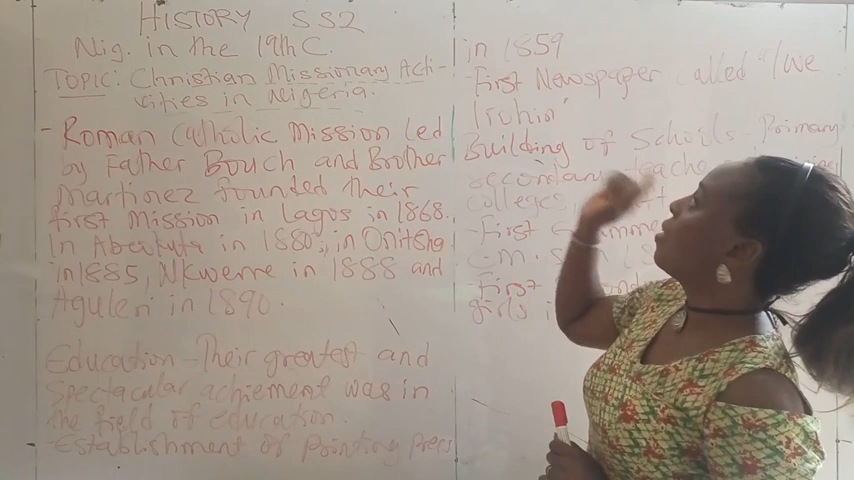 HISTORY SS2
Nig. in the 19th C.
TOPIC: Christian Missionary Acti-
vities in Nigeria.
- Roman Catholic Mission Led
by Father Bouch and Brother
Martinez founded their
first Mission in Lagos in 1868.
In Abeokuta in 1880; in Onitsha
in 1885, Nkwerre in 1888 and
Aguleri in 1890.
Education - Their greatest and
Spectacular achiement was in
the field of education.
- Establishment of Printing Press
in 1859
- First Newspaper called "Iwe
Irohin"
Building of Schools - Primary
secondary teache
colleges
- First
C.M.S in
- First
girls i